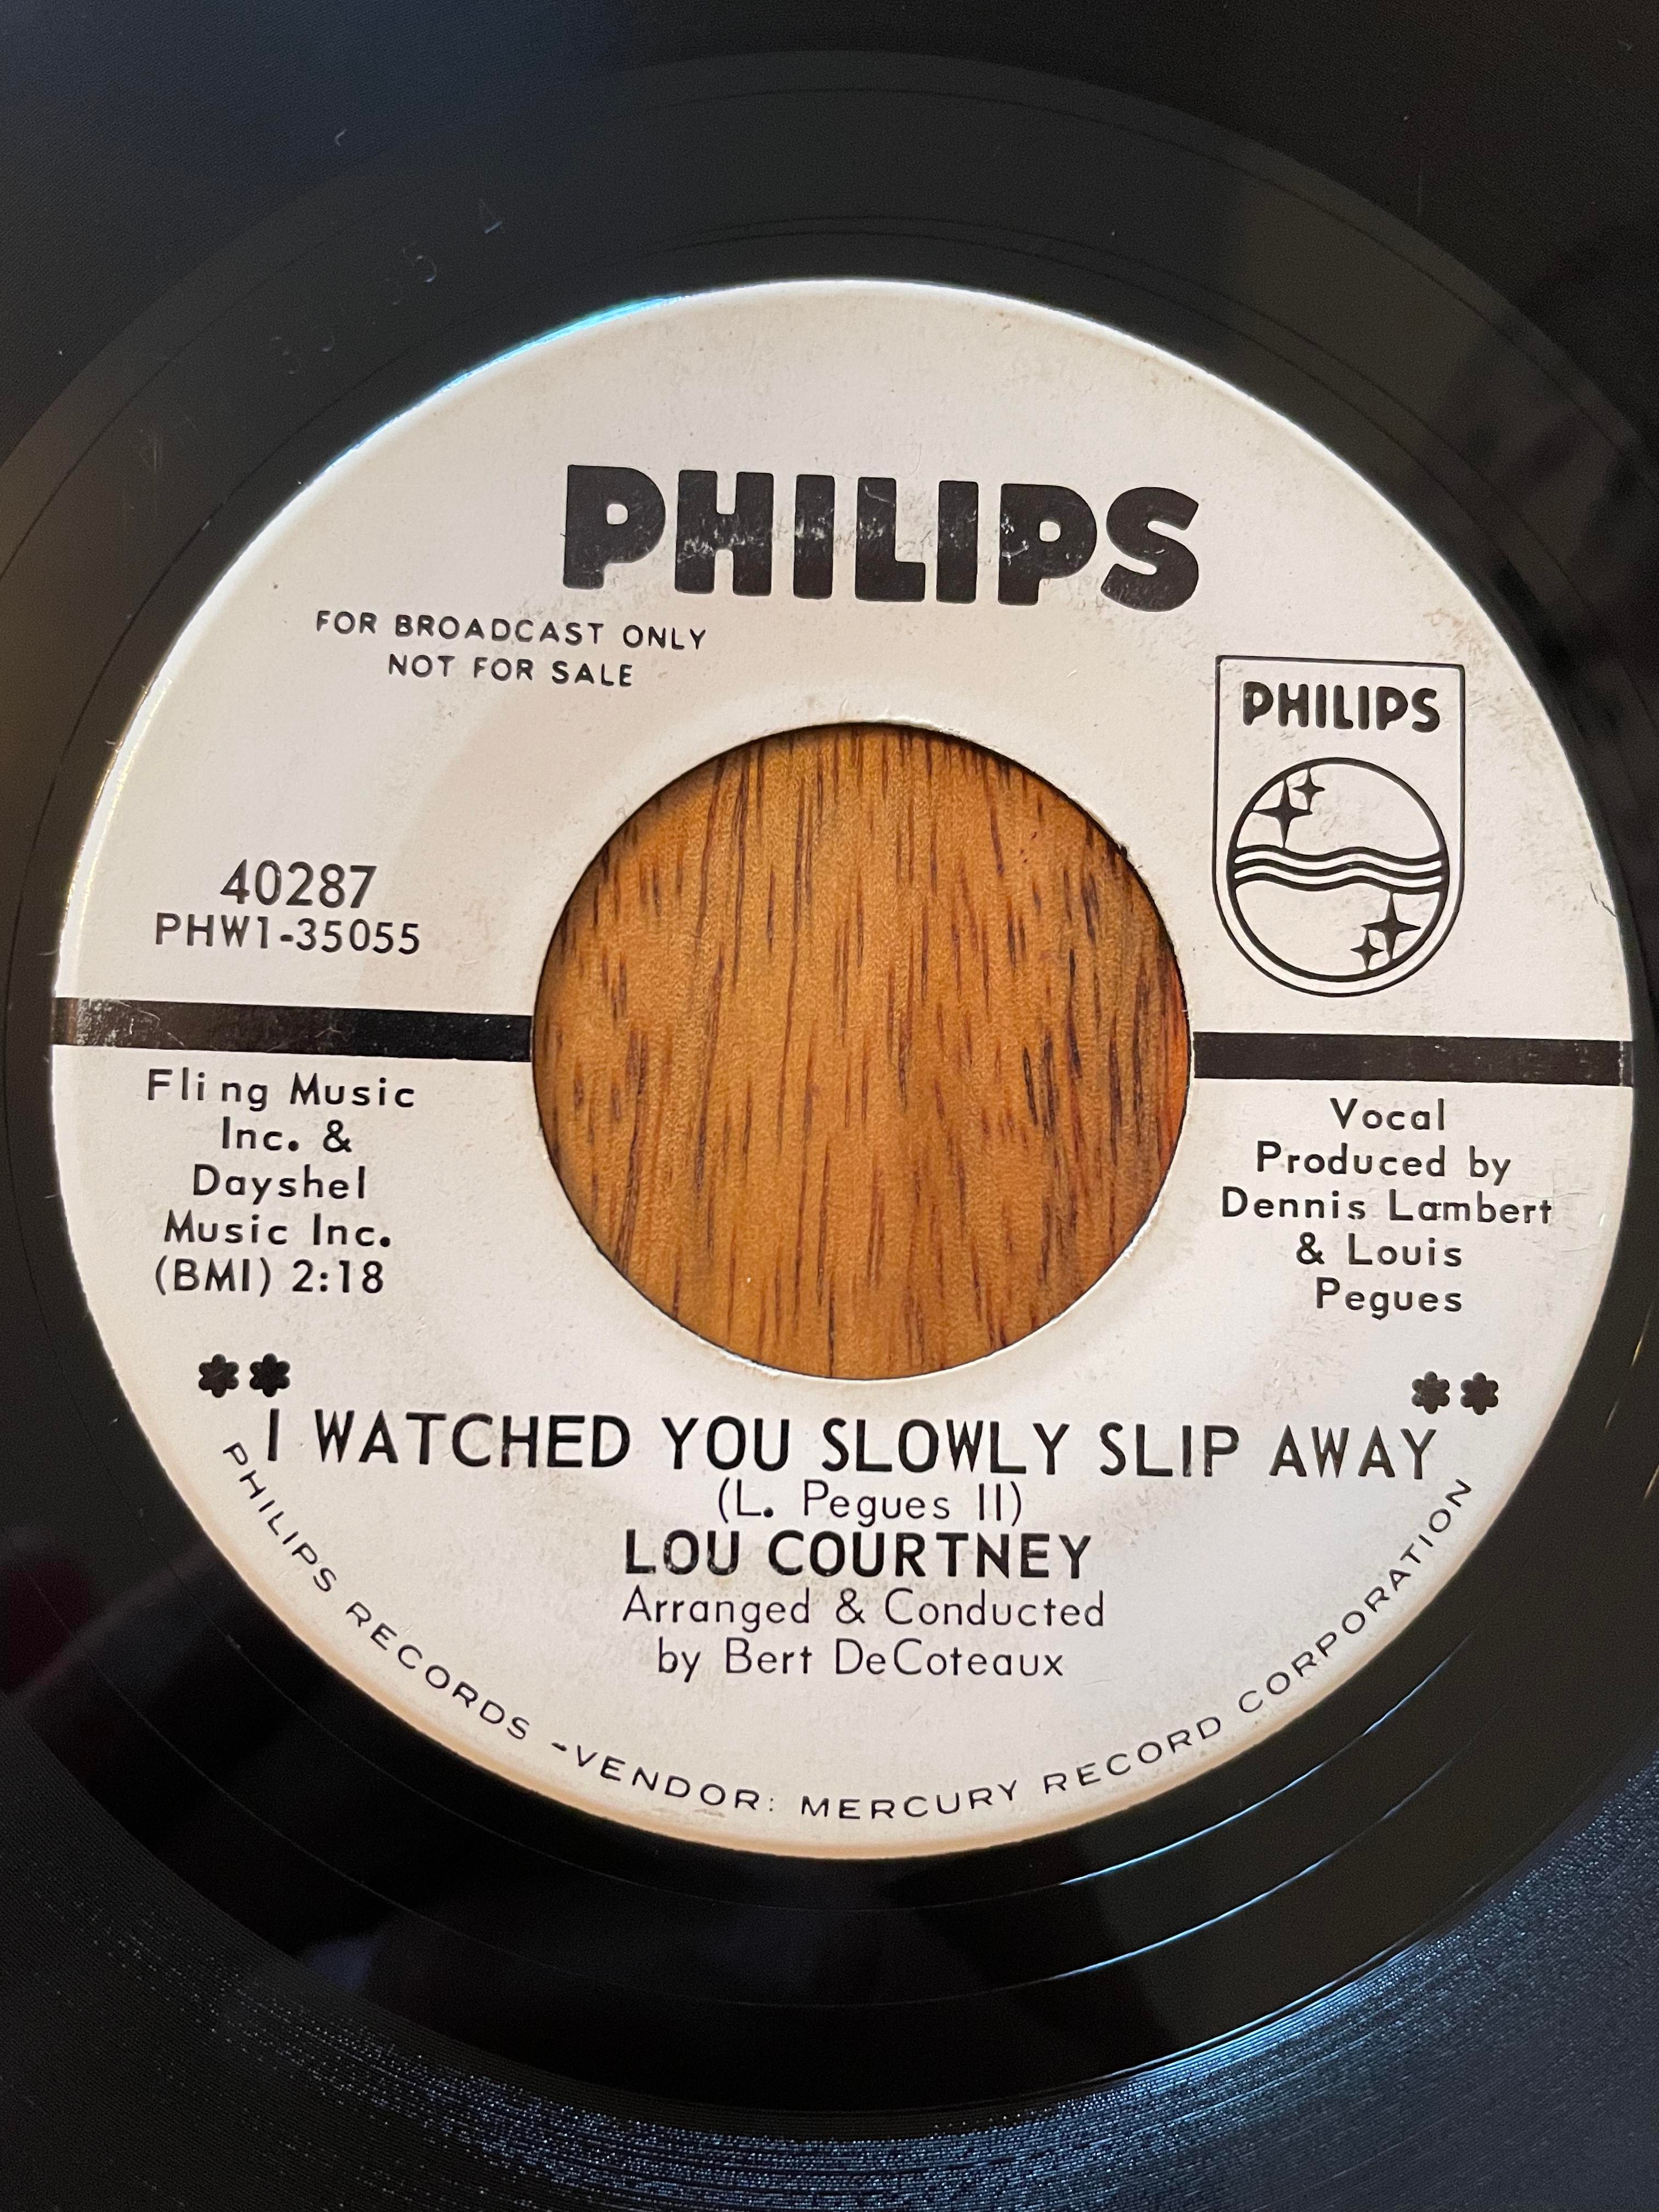 PHILIPS
FOR BROADCAST ONLY
NOT FOR SALE
PHILIPS
40287
PHW1-35055
Fling Music
Inc. &
Dayshel
Music Inc.
(BMI) 2:18
Vocal
Produced by
Dennis Lambert
& Louis
Pegues
** **
I WATCHED YOU SLOWLY SLIP AWAY
(L. Pegues II)
LOU COURTNEY
Arranged & Conducted
by Bert DeCoteaux
PHILIPS RECORDS -VENDOR: MERCURY RECORD CORPORATION